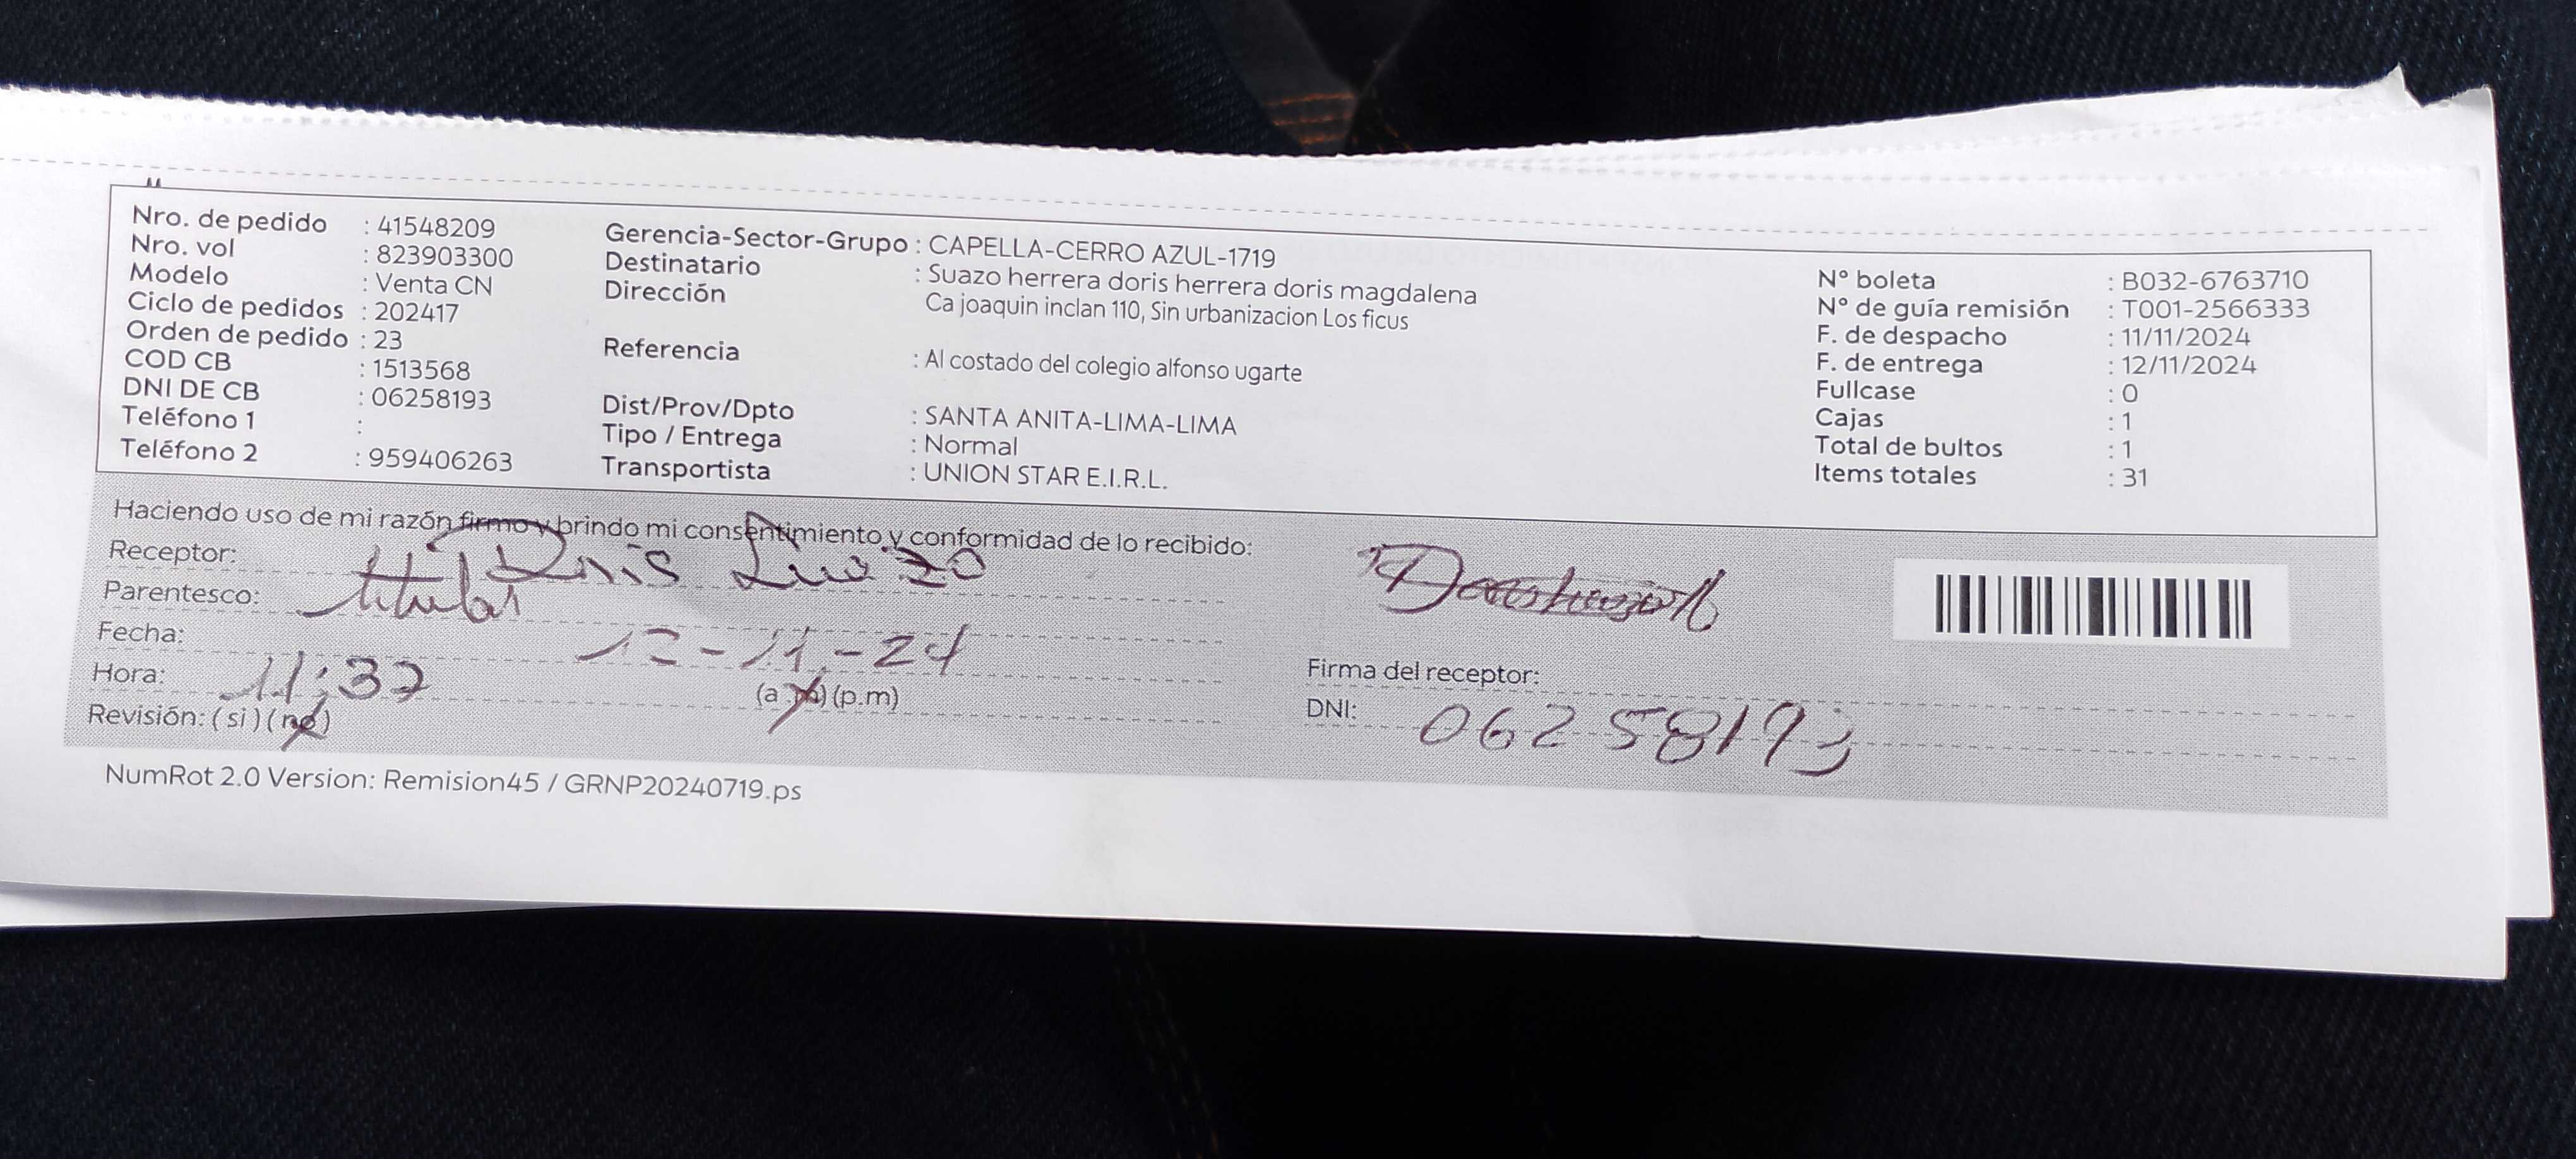 Nro. de pedido : 41548209
Nro. vol : 823903300
Modelo : Venta CN
Ciclo de pedidos : 202417
Orden de pedido : 23
COD CB : 1513568
DNI DE CB : 06258193
Teléfono 1 :
Teléfono 2 : 959406263
Gerencia-Sector-Grupo : CAPELLA-CERRO AZUL-1719
Destinatario : Suazo herrera doris herrera doris magdalena
Dirección Ca joaquin inclan 110, Sin urbanizacion Los ficus
Referencia : Al costado del colegio alfonso ugarte
Dist/Prov/Dpto : SANTA ANITA-LIMA-LIMA
Tipo / Entrega : Normal
Transportista : UNION STAR E.I.R.L.
N° boleta : B032-6763710
N° de guía remisión : T001-2566333
F. de despacho : 11/11/2024
F. de entrega : 12/11/2024
Fullcase : 0
Cajas : 1
Total de bultos : 1
Items totales : 31
Haciendo uso de mi razón firmo y brindo mi consentimiento y conformidad de lo recibido:
Receptor: Doris Suazo
Parentesco: titular
Fecha: 12-11-24
Hora: 11:37 (a.m) (p.m)
Revisión: (si) (no)
Firma del receptor:
DNI: 06258193
NumRot 2.0 Version: Remision45 / GRNP20240719.ps